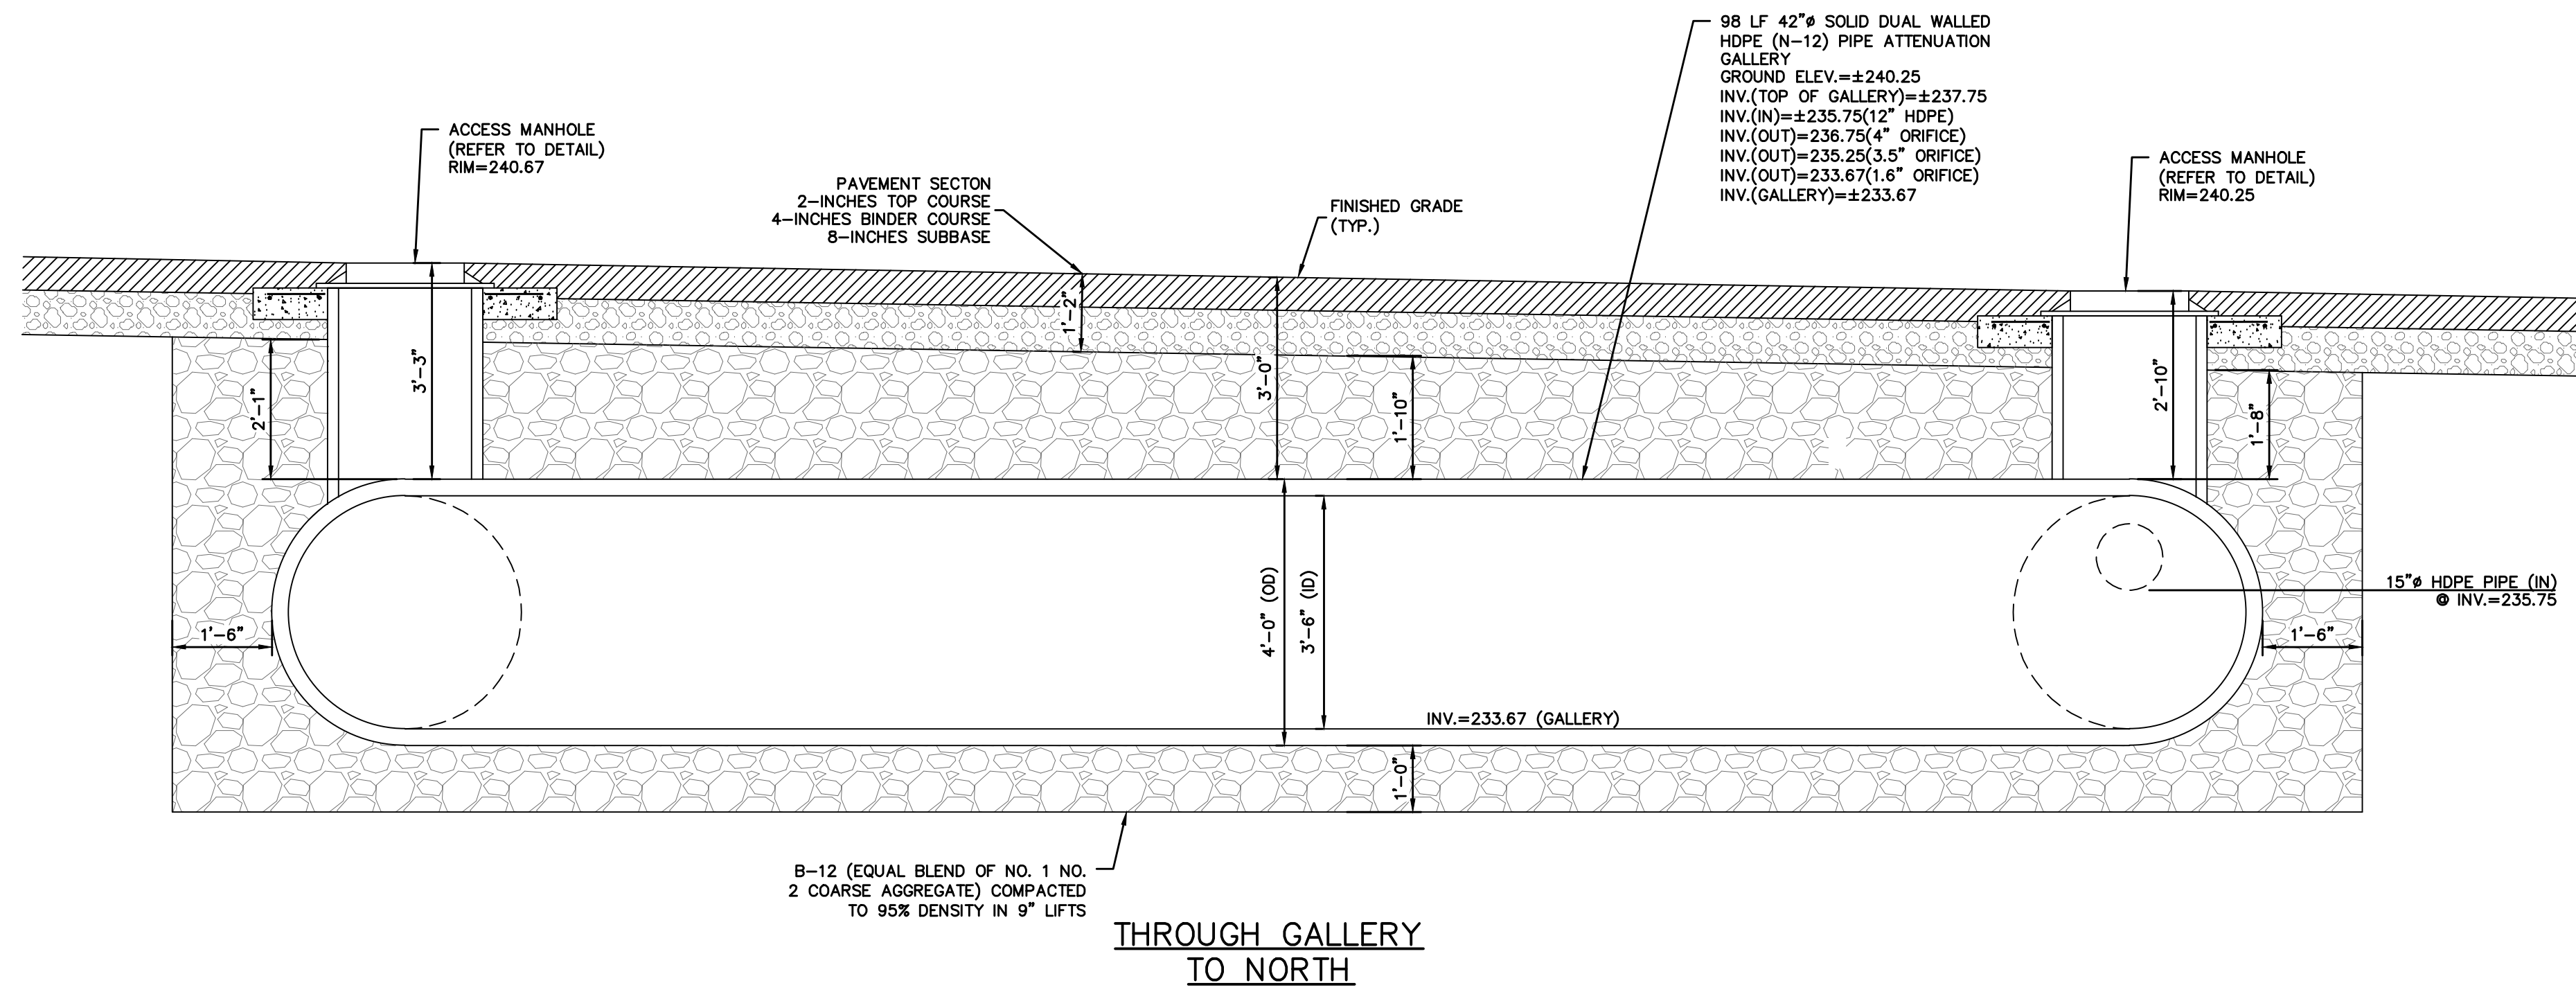 98 LF 42"ø SOLID DUAL WALLED
HDPE (N-12) PIPE ATTENUATION
GALLERY
GROUND ELEV.=±240.25
INV.(TOP OF GALLERY)=±237.75
INV.(IN)=±235.75(12" HDPE)
INV.(OUT)=236.75(4" ORIFICE)
INV.(OUT)=235.25(3.5" ORIFICE)
INV.(OUT)=233.67(1.6" ORIFICE)
INV.(GALLERY)=±233.67
ACCESS MANHOLE
(REFER TO DETAIL)
RIM=240.67
PAVEMENT SECTON
2-INCHES TOP COURSE
4-INCHES BINDER COURSE
8-INCHES SUBBASE
FINISHED GRADE
(TYP.)
ACCESS MANHOLE
(REFER TO DETAIL)
RIM=240.25
2'-1"
3'-3"
1'-2"
3'-0"
1'-10"
2'-10"
1'-8"
1'-6"
4'-0" (OD)
3'-6" (ID)
15"ø HDPE PIPE (IN)
@ INV.=235.75
1'-6"
INV.=233.67 (GALLERY)
1'-0"
B-12 (EQUAL BLEND OF NO. 1 NO.
2 COARSE AGGREGATE) COMPACTED
TO 95% DENSITY IN 9" LIFTS
THROUGH GALLERY
TO NORTH